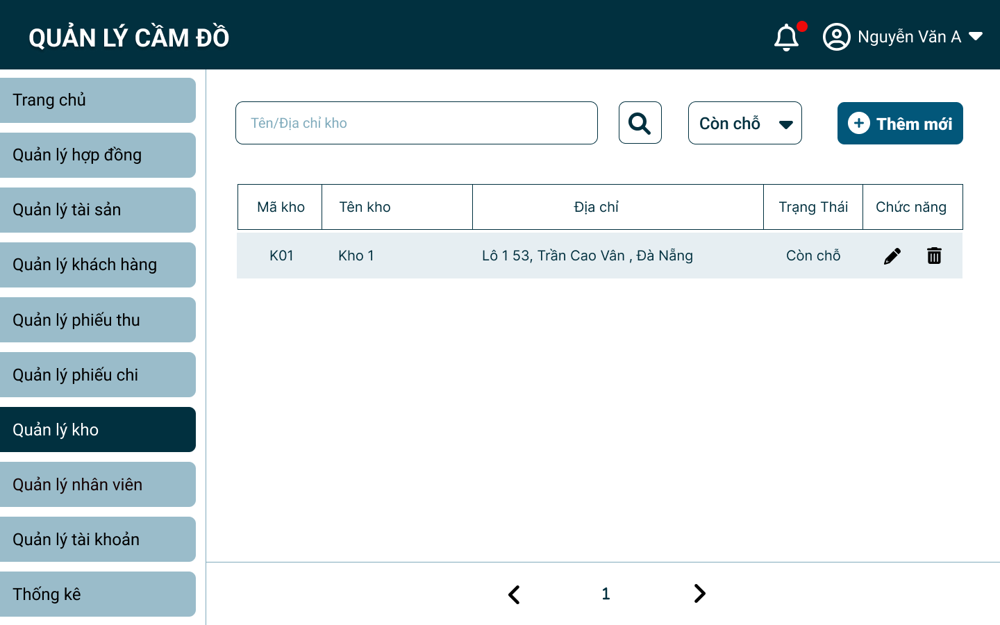 QUẢN LÝ CẦM ĐỒ
Nguyễn Văn A
Trang chủ
Quản lý hợp đồng
Quản lý tài sản
Quản lý khách hàng
Quản lý phiếu thu
Quản lý phiếu chi
Quản lý kho
Quản lý nhân viên
Quản lý tài khoản
Thống kê
Tên/Địa chỉ kho
Còn chỗ
Thêm mới
Mã kho Tên kho Địa chỉ Trạng Thái Chức năng
K01 Kho 1 Lô 1 53, Trần Cao Vân , Đà Nẵng Còn chỗ
1